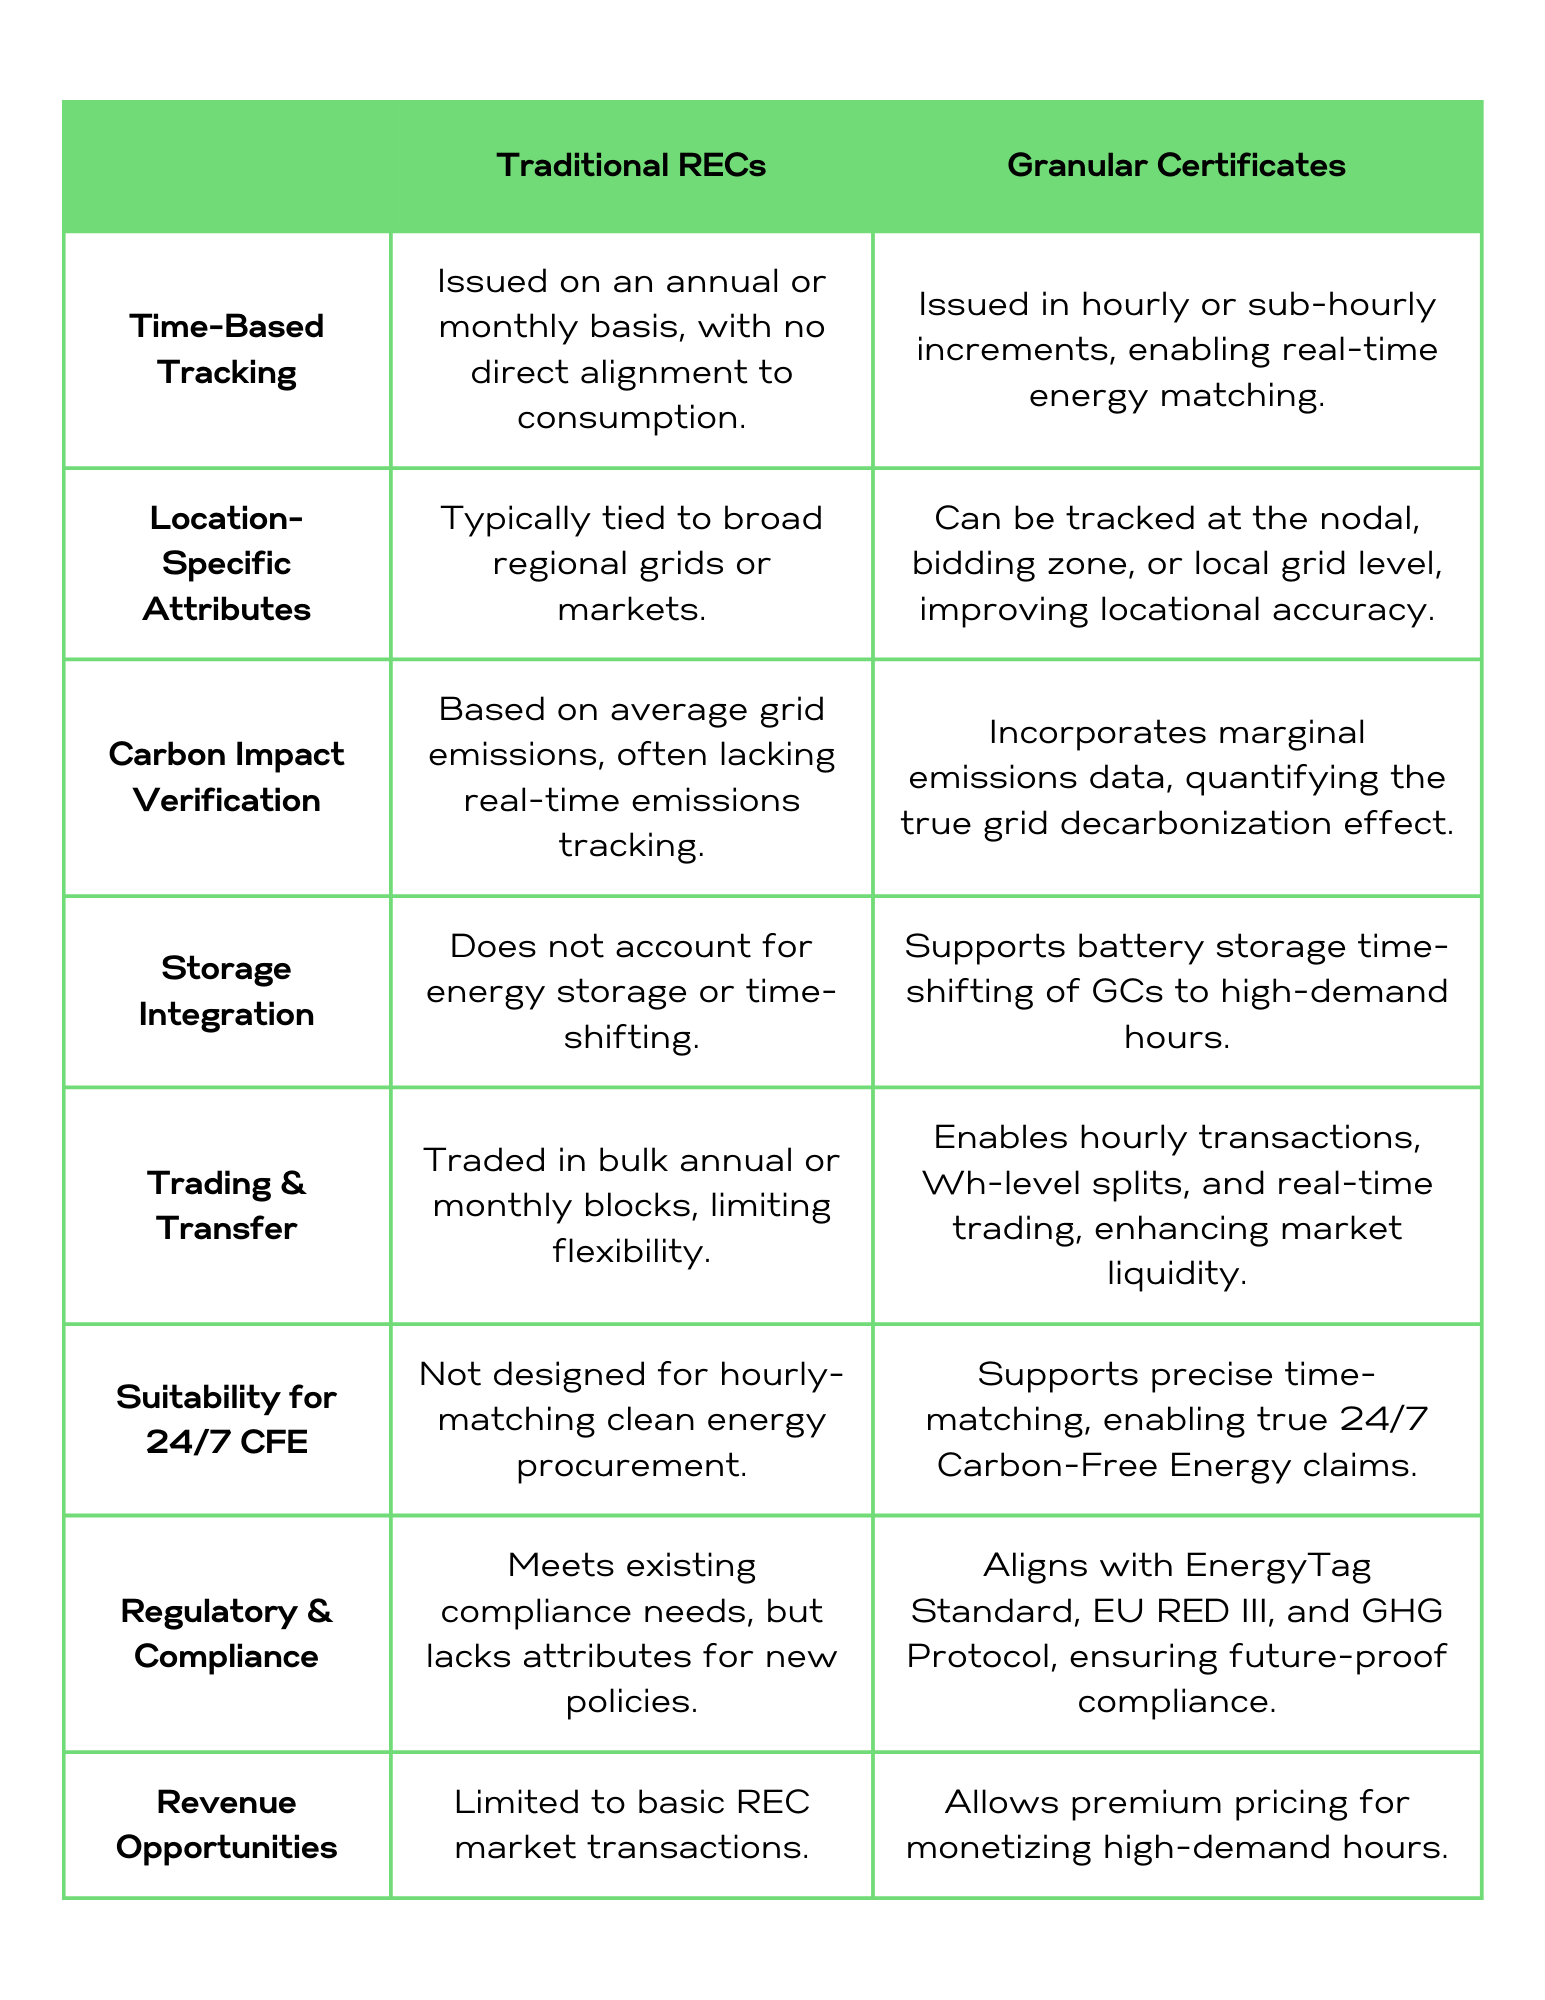 Traditional RECs
Granular Certificates
Time-Based
Tracking
Issued on an annual or
monthly basis, with no
direct alignment to
consumption.
Issued in hourly or sub-hourly
increments, enabling real-time
energy matching.
Location-
Specific
Attributes
Typically tied to broad
regional grids or
markets.
Can be tracked at the nodal,
bidding zone, or local grid level,
improving locational accuracy.
Carbon Impact
Verification
Based on average grid
emissions, often lacking
real-time emissions
tracking.
Incorporates marginal
emissions data, quantifying the
true grid decarbonization effect.
Storage
Integration
Does not account for
energy storage or time-
shifting.
Supports battery storage time-
shifting of GCs to high-demand
hours.
Trading &
Transfer
Traded in bulk annual or
monthly blocks, limiting
flexibility.
Enables hourly transactions,
Wh-level splits, and real-time
trading, enhancing market
liquidity.
Suitability for
24/7 CFE
Not designed for hourly-
matching clean energy
procurement.
Supports precise time-
matching, enabling true 24/7
Carbon-Free Energy claims.
Regulatory &
Compliance
Meets existing
compliance needs, but
lacks attributes for new
policies.
Aligns with EnergyTag
Standard, EU RED III, and GHG
Protocol, ensuring future-proof
compliance.
Revenue
Opportunities
Limited to basic REC
market transactions.
Allows premium pricing for
monetizing high-demand hours.